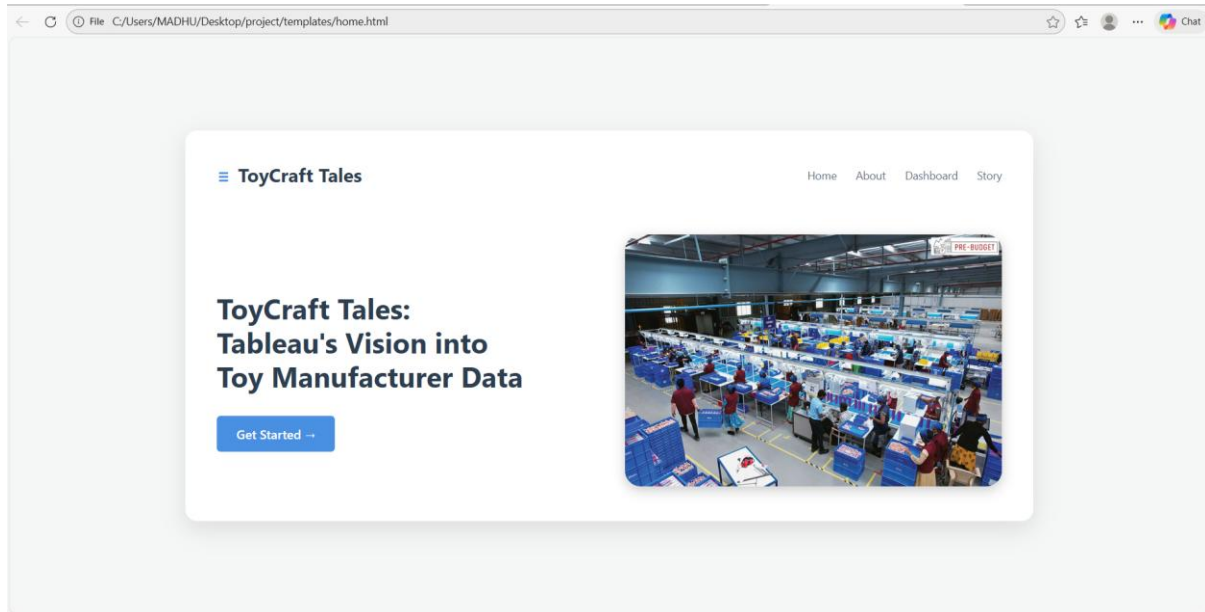 File C:/Users/MADHU/Desktop/project/templates/home.html
Chat
ToyCraft Tales
Home About Dashboard Story
PRE-BUDGET
ToyCraft Tales:
Tableau's Vision into
Toy Manufacturer Data
Get Started →